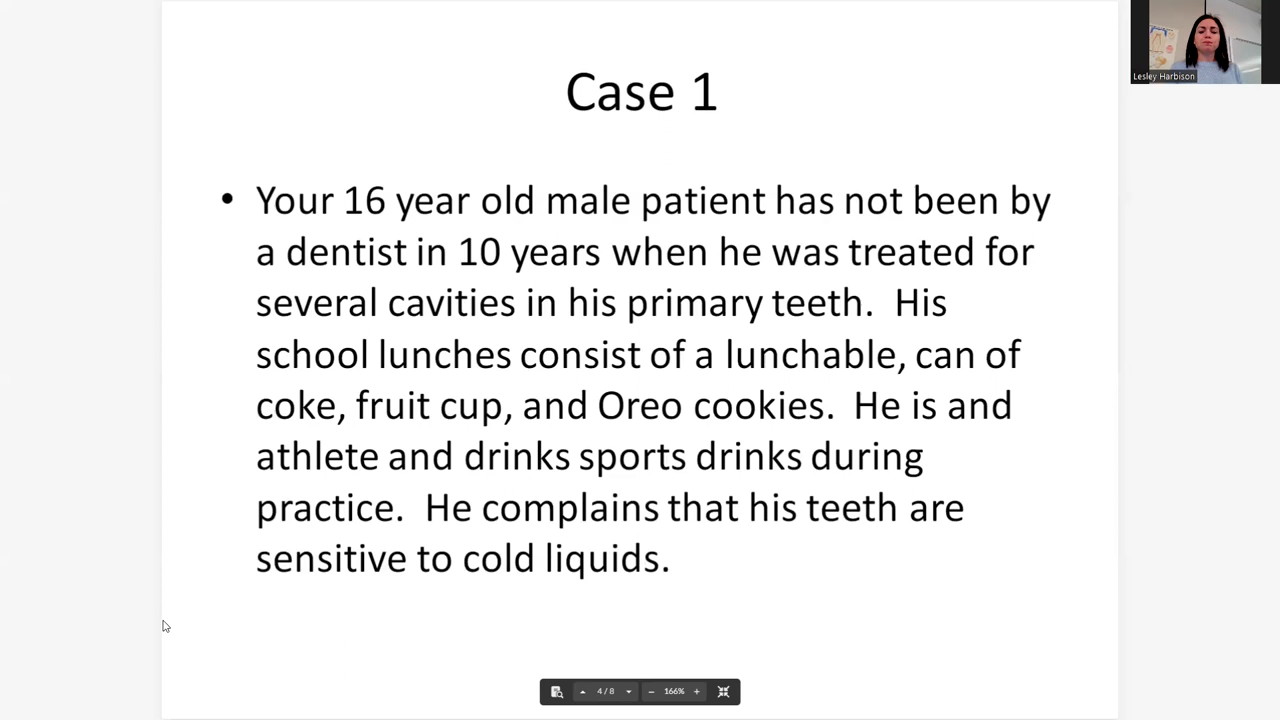 Case 1
• Your 16 year old male patient has not been by
a dentist in 10 years when he was treated for
several cavities in his primary teeth.  His
school lunches consist of a lunchable, can of
coke, fruit cup, and Oreo cookies.  He is and
athlete and drinks sports drinks during
practice.  He complains that his teeth are
sensitive to cold liquids.
Lesley Harbison
4 / 8 166%